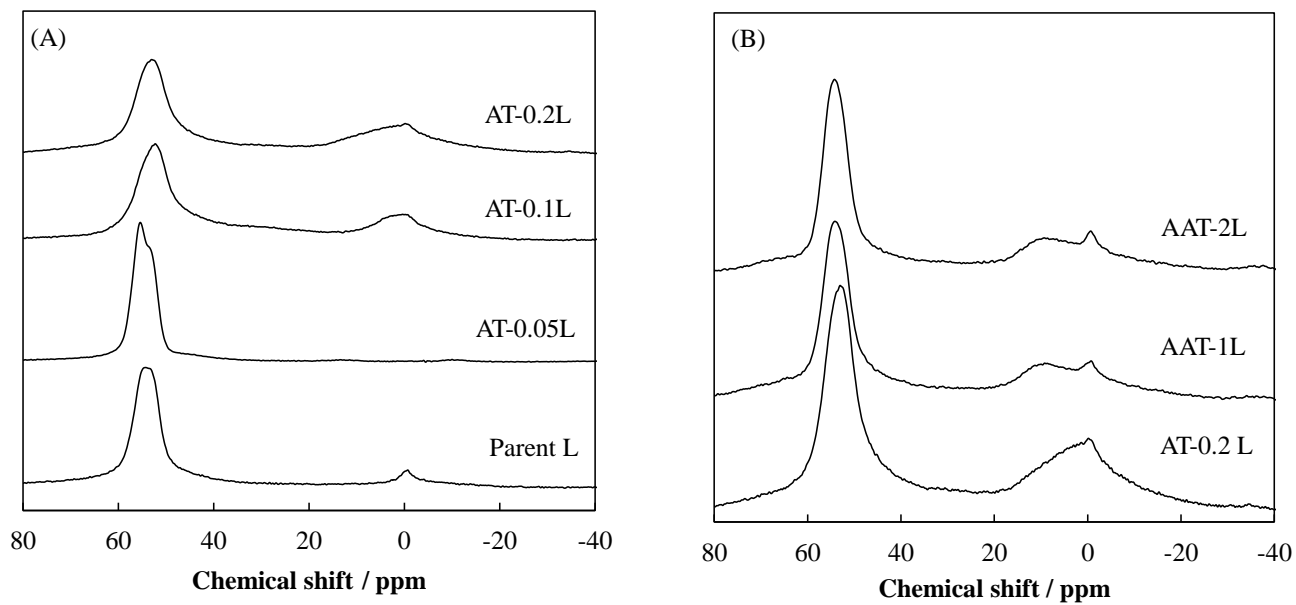 (A)
AT-0.2L
AT-0.1L
AT-0.05L
Parent L
80 60 40 20 0 -20 -40
Chemical shift / ppm
(B)
AAT-2L
AAT-1L
AT-0.2 L
80 60 40 20 0 -20 -40
Chemical shift / ppm